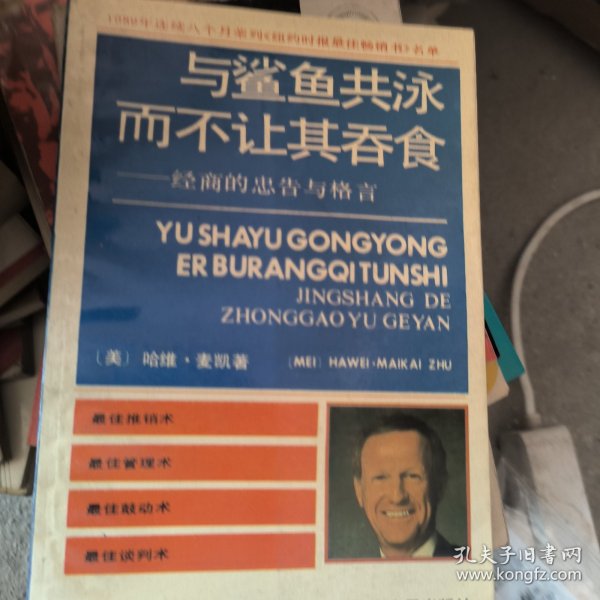 1988年连续八个月名列《纽约时报最佳畅销书》名单
与鲨鱼共泳
而不让其吞食
——经商的忠告与格言
YU SHAYU GONGYONG
ER BURANGQI TUNSHI
JINGSHANG DE
ZHONGGAO YU GEYAN
〔美〕 哈维·麦凯著 〔MEI〕 HAWEI·MAIKAI ZHU
最佳推销术
最佳管理术
最佳鼓动术
最佳谈判术
孔夫子旧书网
www.kongfz.com